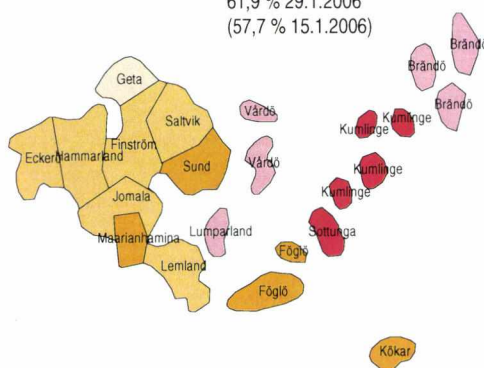 61,9 % 29.1.2006
(57,7 % 15.1.2006)
Brändö
Brändö
Geta
Brändö
Vårdö
Saltvik
Kumlinge
Kumlinge
Finström
Eckerö
Hammarland
Sund
Vårdö
Kumlinge
Kumlinge
Jomala
Maarianhamina
Lumparland
Sottunga
Föglö
Lemland
Föglö
Kökar